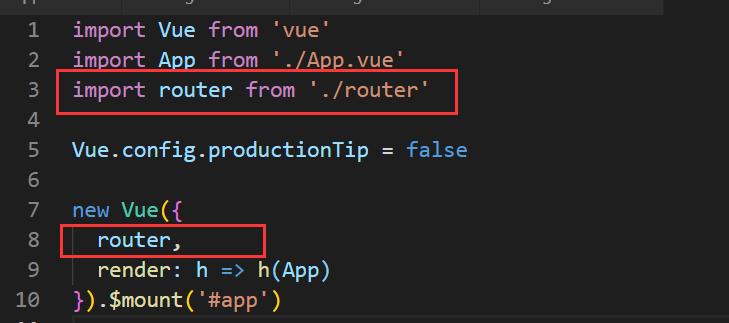 1 import Vue from 'vue'
2 import App from './App.vue'
3 import router from './router'
4
5 Vue.config.productionTip = false
6
7 new Vue({
8   router,
9   render: h => h(App)
10 }).$mount('#app')